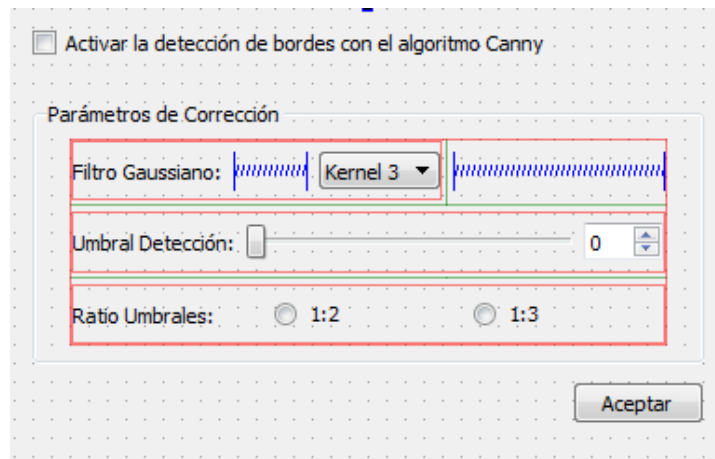 Activar la detección de bordes con el algoritmo Canny
Parámetros de Corrección
Filtro Gaussiano: Kernel 3
Umbral Detección: 0
Ratio Umbrales: 1:2 1:3
Aceptar